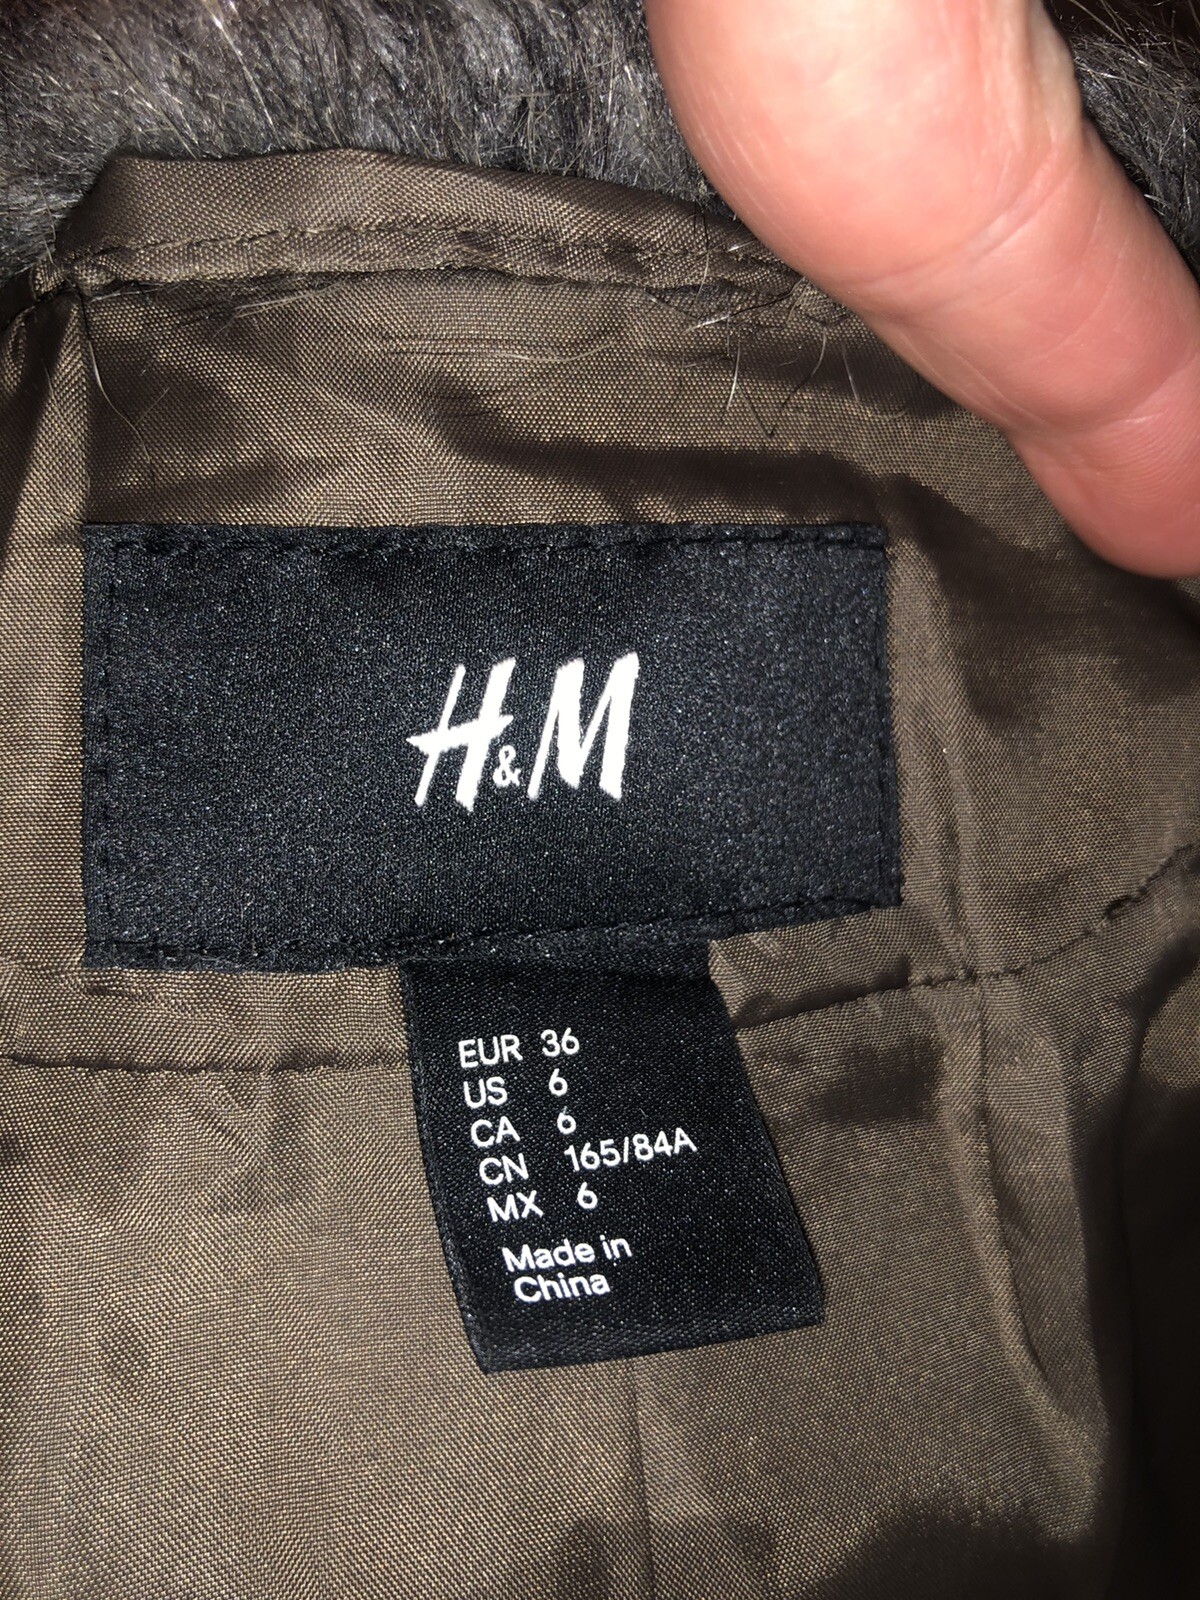 H&M
EUR 36
US 6
CA 6
CN 165/84A
MX 6
Made in
China